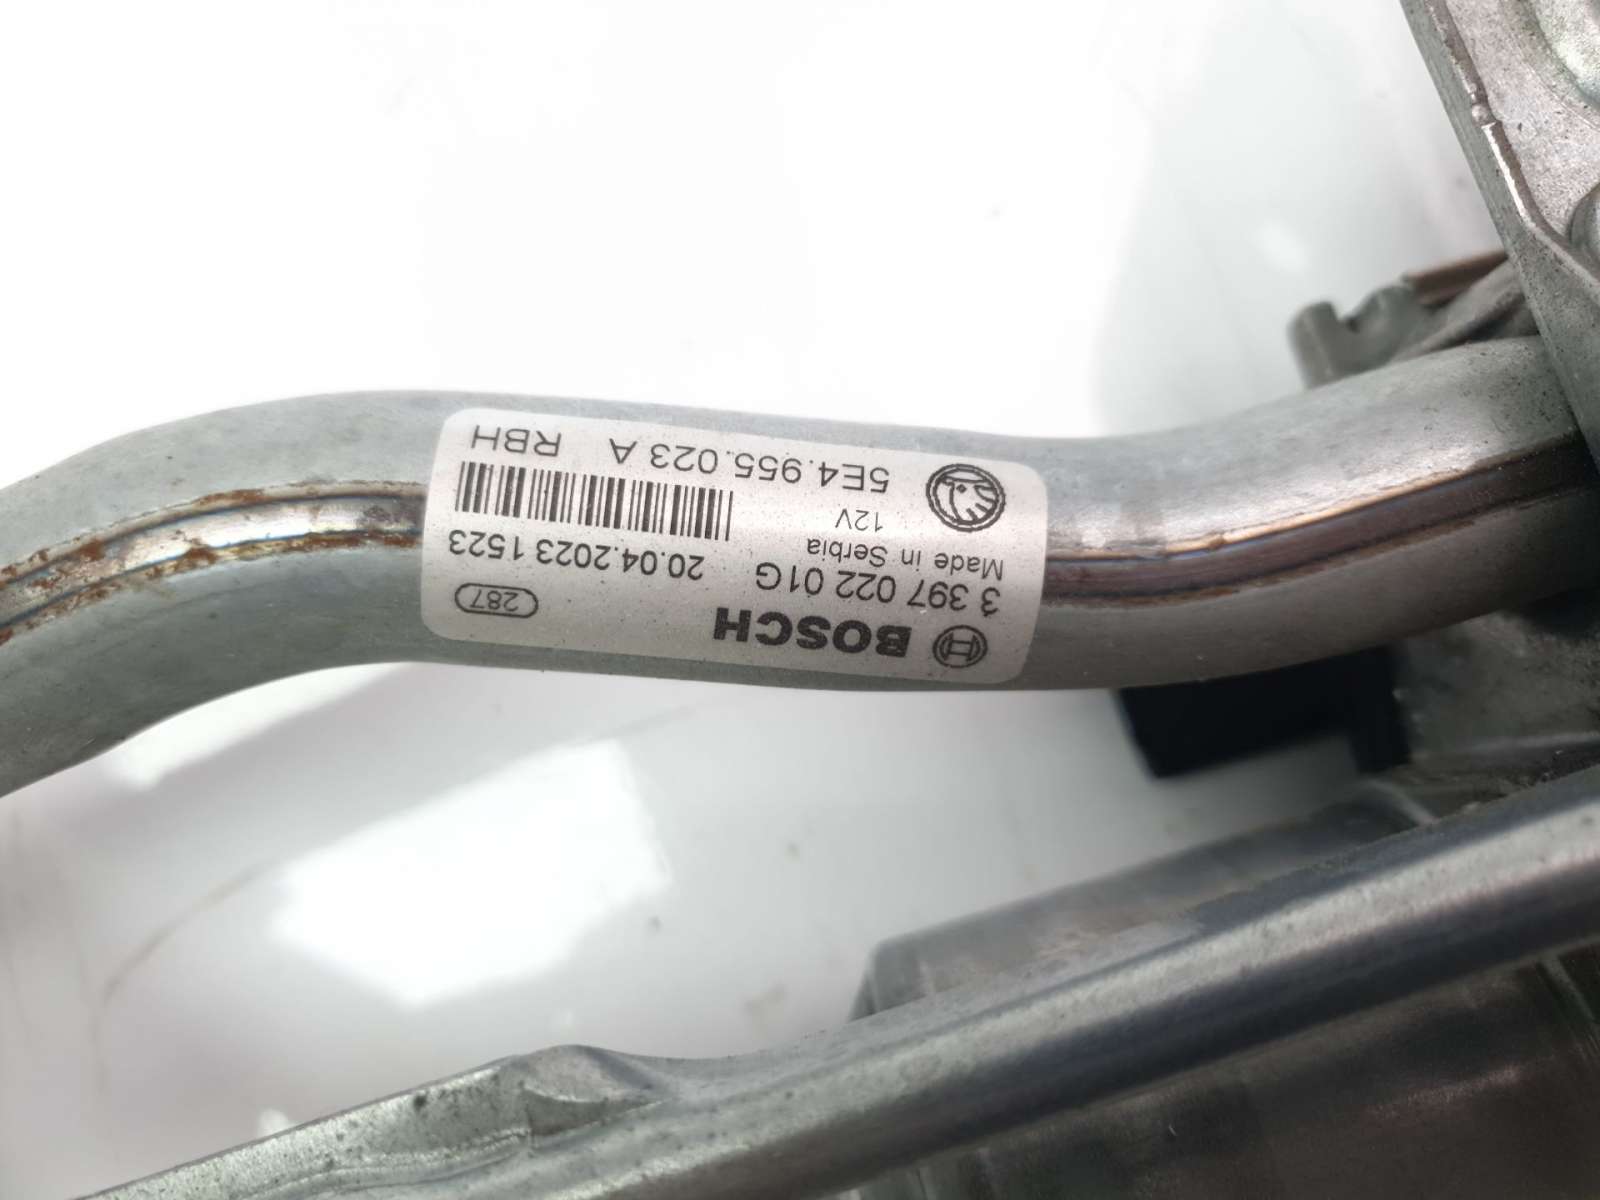 BOSCH 287
3 397 022 01G 20.04.2023 1523
Made in Serbia
12V
5E4.955.023 A RBH